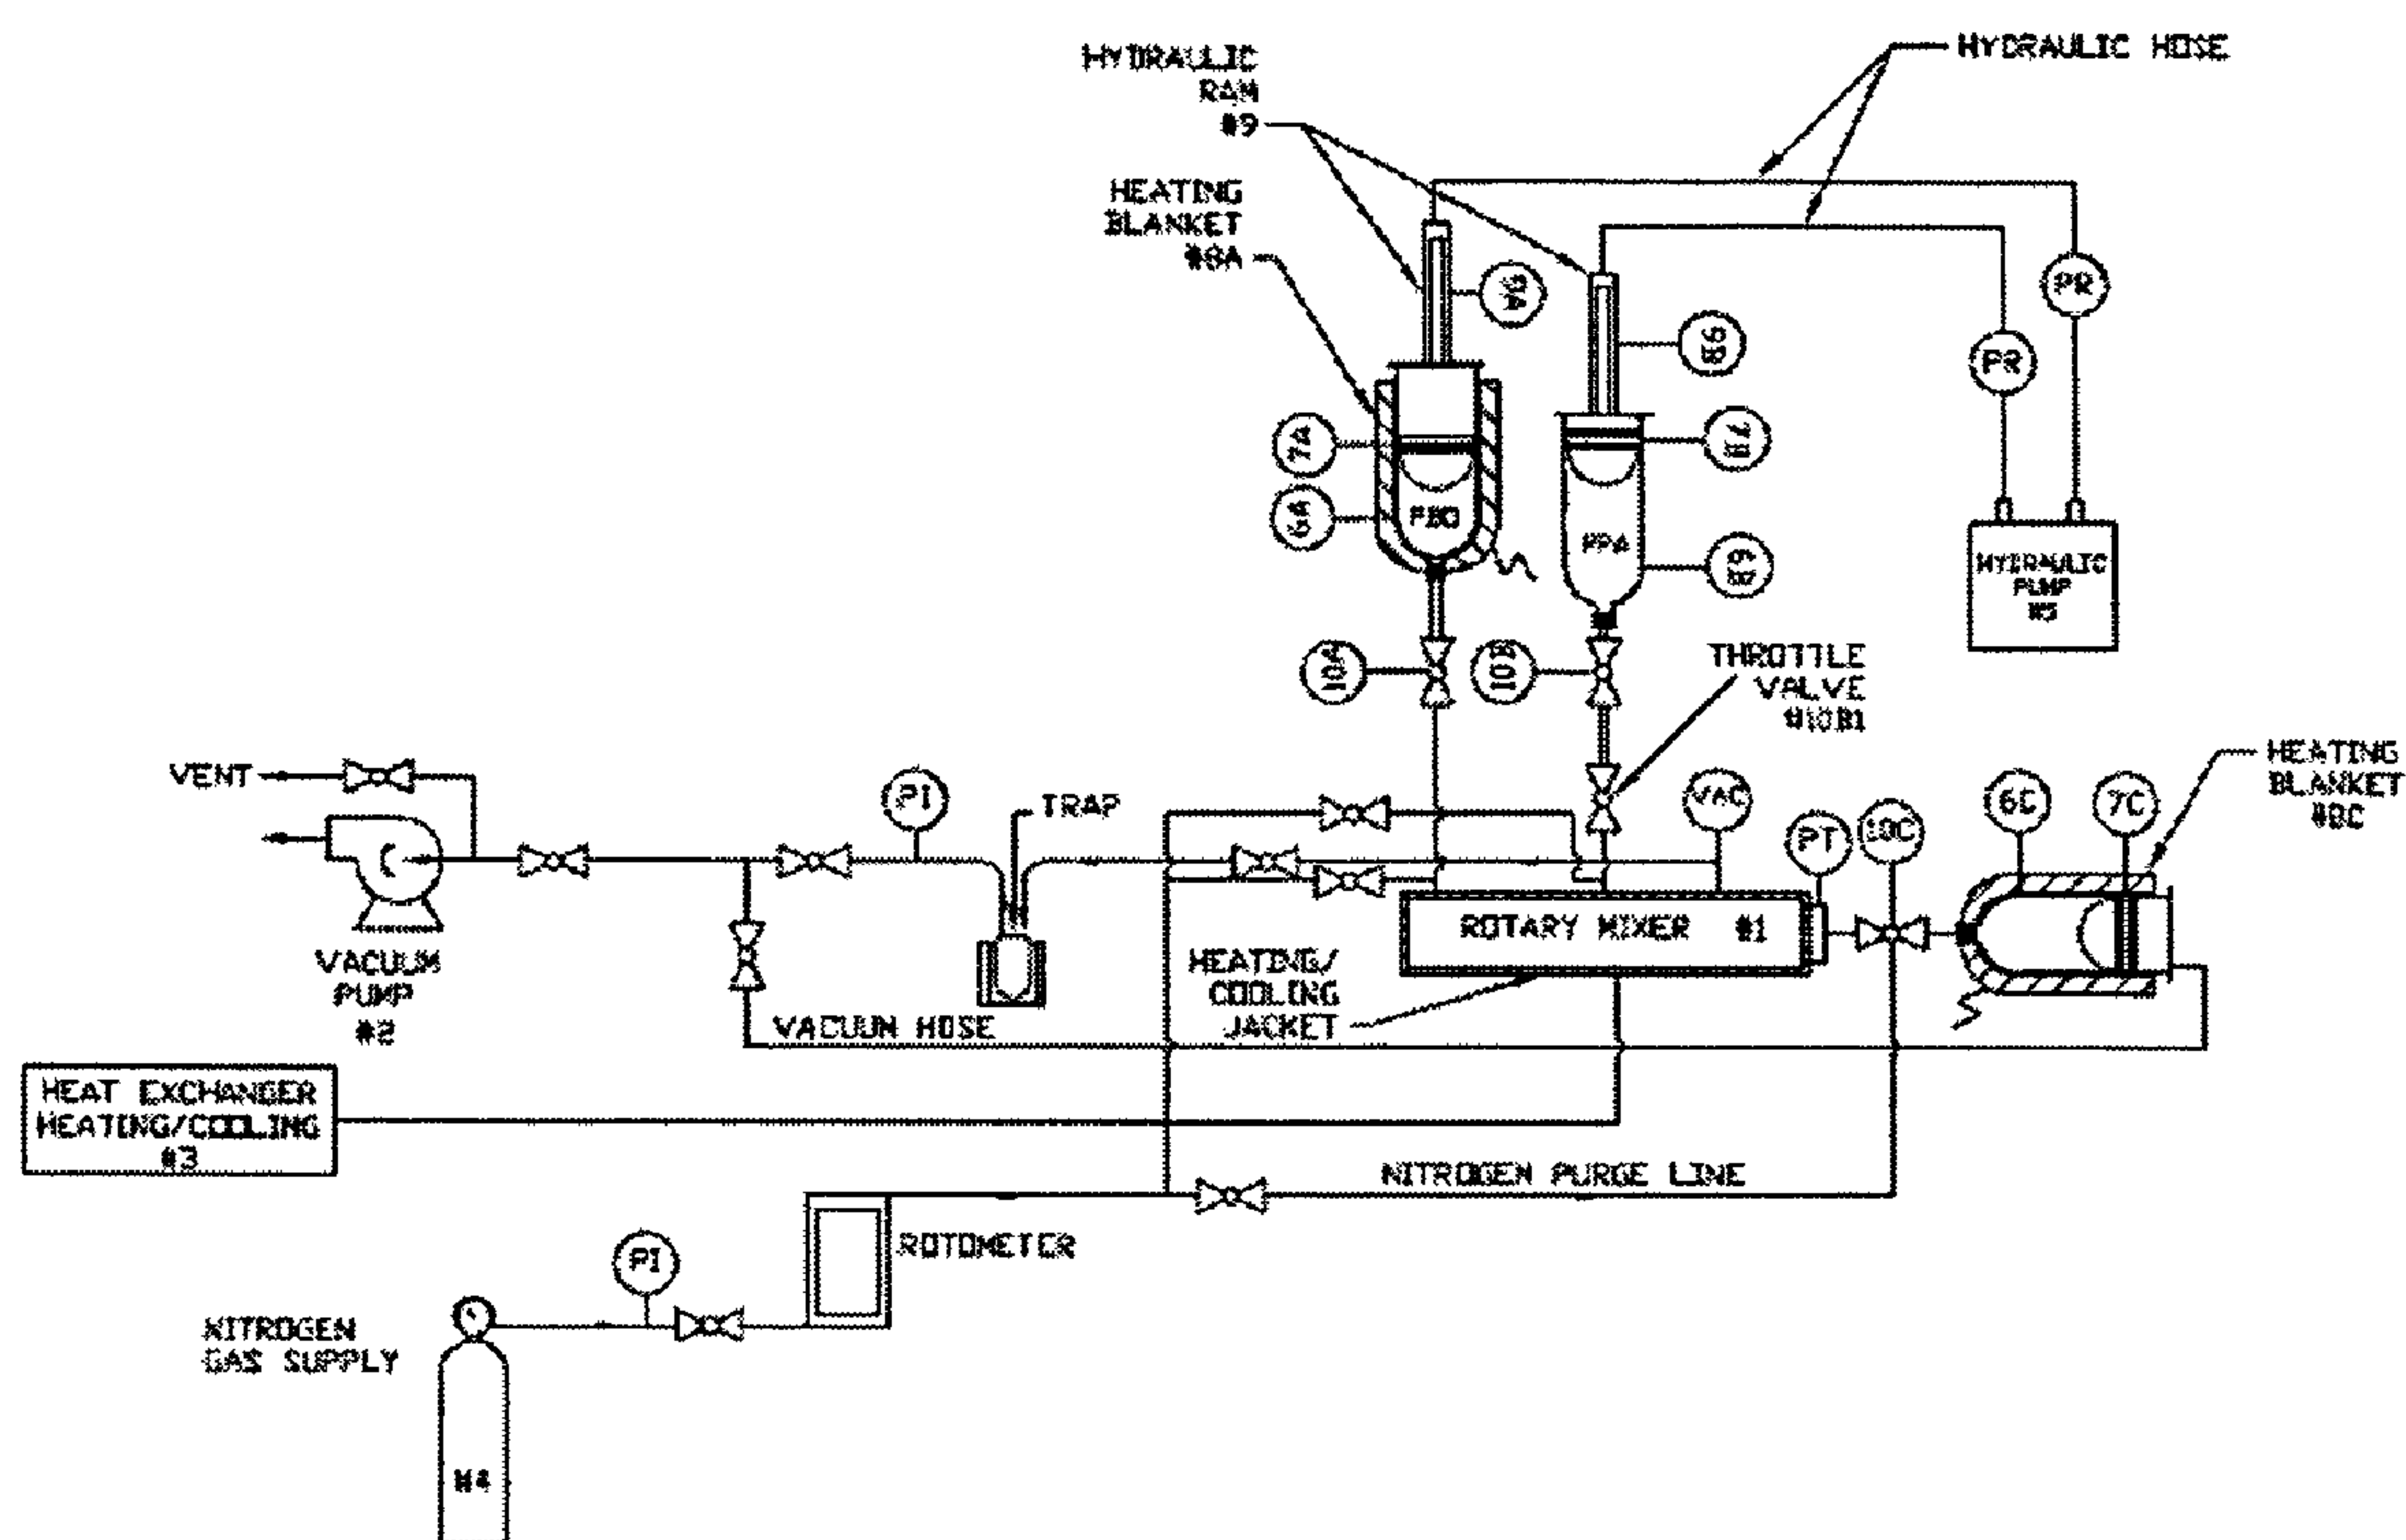 HYDRAULIC HOSE
HYDRAULIC
RAM
#9
HEATING
BLANKET
#8A
9A
9B
PR
PR
7A
7B
6A
6B
PPA
HYDRAULIC
PUMP
#5
10A
10B
THROTTLE
VALVE
#10B1
VENT
PI
TRAP
VAC
PT
10C
6C
7C
HEATING
BLANKET
#8C
ROTARY MIXER #1
VACUUM
PUMP
#2
HEATING/
COOLING
JACKET
VACUUN HOSE
HEAT EXCHANGER
HEATING/COOLING
#3
NITROGEN PURGE LINE
ROTOMETER
PI
NITROGEN
GAS SUPPLY
#4